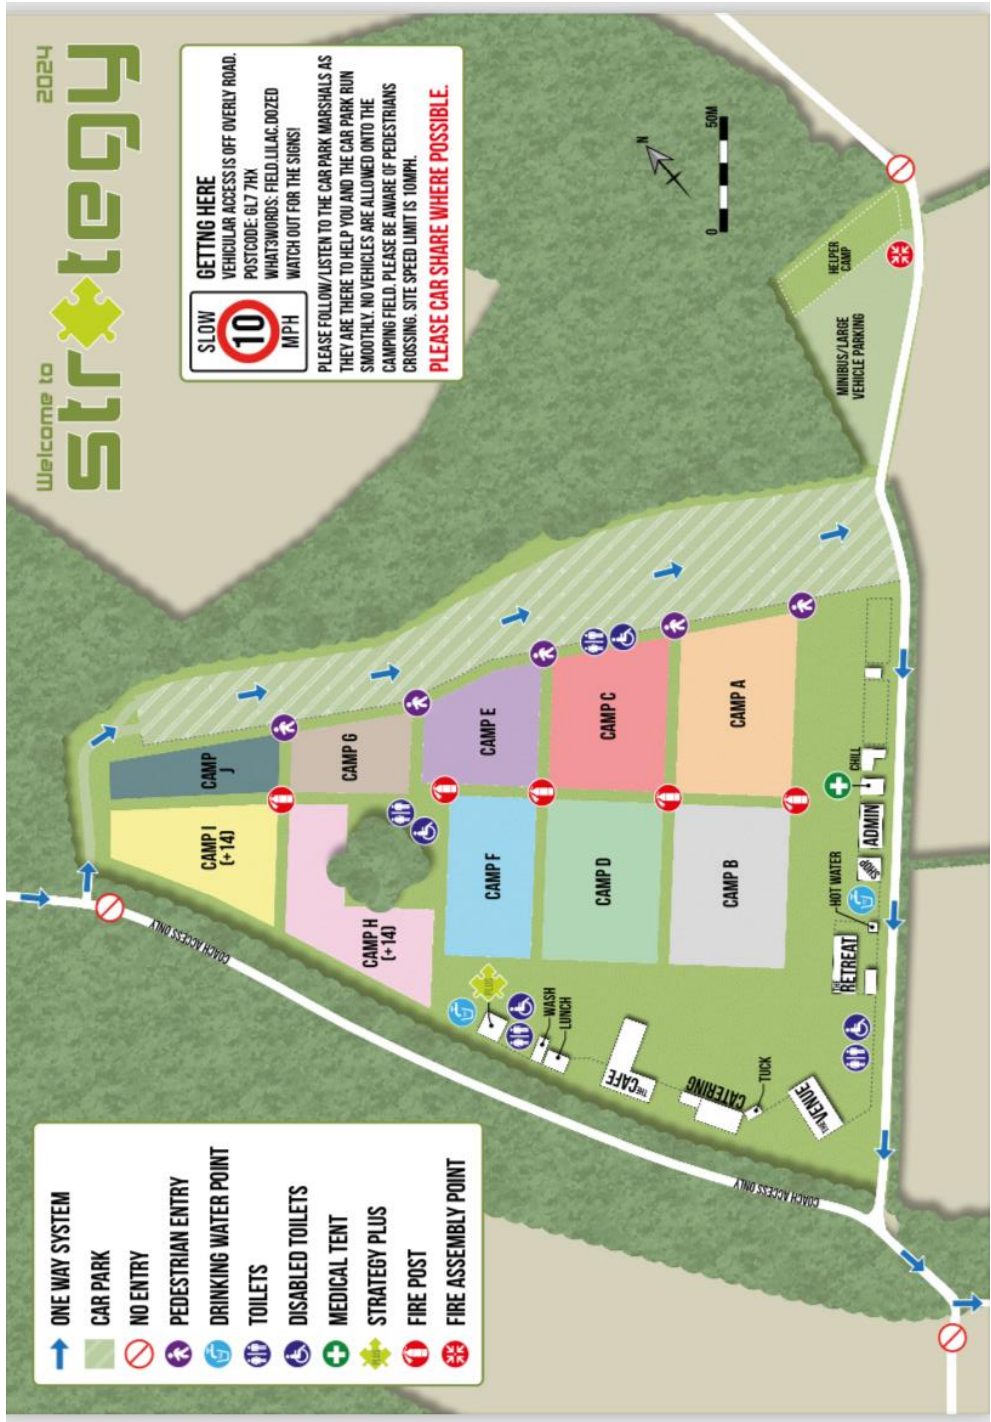 Welcome to
strategy
2024
SLOW
10
MPH
GETTING HERE
VEHICULAR ACCESS IS OFF OVERLY ROAD.
POSTCODE: GL7 7HX
WHAT3WORDS: FIELD.LILAC.DOZED
WATCH OUT FOR THE SIGNS!
PLEASE FOLLOW/LISTEN TO THE CAR PARK MARSHALS AS
THEY ARE THERE TO HELP YOU AND THE CAR PARK RUN
SMOOTHLY. NO VEHICLES ARE ALLOWED ONTO THE
CAMPING FIELD. PLEASE BE AWARE OF PEDESTRIANS
CROSSING. SITE SPEED LIMIT IS 10MPH.
PLEASE CAR SHARE WHERE POSSIBLE.
ONE WAY SYSTEM
CAR PARK
NO ENTRY
PEDESTRIAN ENTRY
DRINKING WATER POINT
TOILETS
DISABLED TOILETS
MEDICAL TENT
PLUS
STRATEGY PLUS
FIRE POST
FIRE ASSEMBLY POINT
COACH ACCESS ONLY
COACH ACCESS ONLY
CAMP I
(+14)
CAMP
J
CAMP H
(+14)
CAMP G
CAMP F
CAMP E
CAMP D
CAMP C
CAMP B
CAMP A
PLUS
WASH
LUNCH
THE CAFE
CATERING
TUCK
THE VENUE
THE
RETREAT
HOT WATER
SHOP
ADMIN
CHILL
MINIBUS/LARGE
VEHICLE PARKING
HELPER
CAMP
N
0
50M